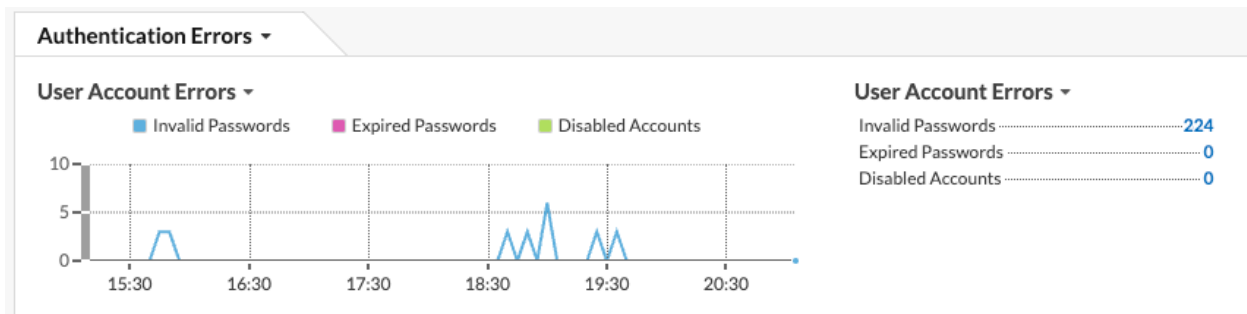 Authentication Errors
User Account Errors
Invalid Passwords Expired Passwords Disabled Accounts
10
5
0
15:30 16:30 17:30 18:30 19:30 20:30
User Account Errors
Invalid Passwords 224
Expired Passwords 0
Disabled Accounts 0